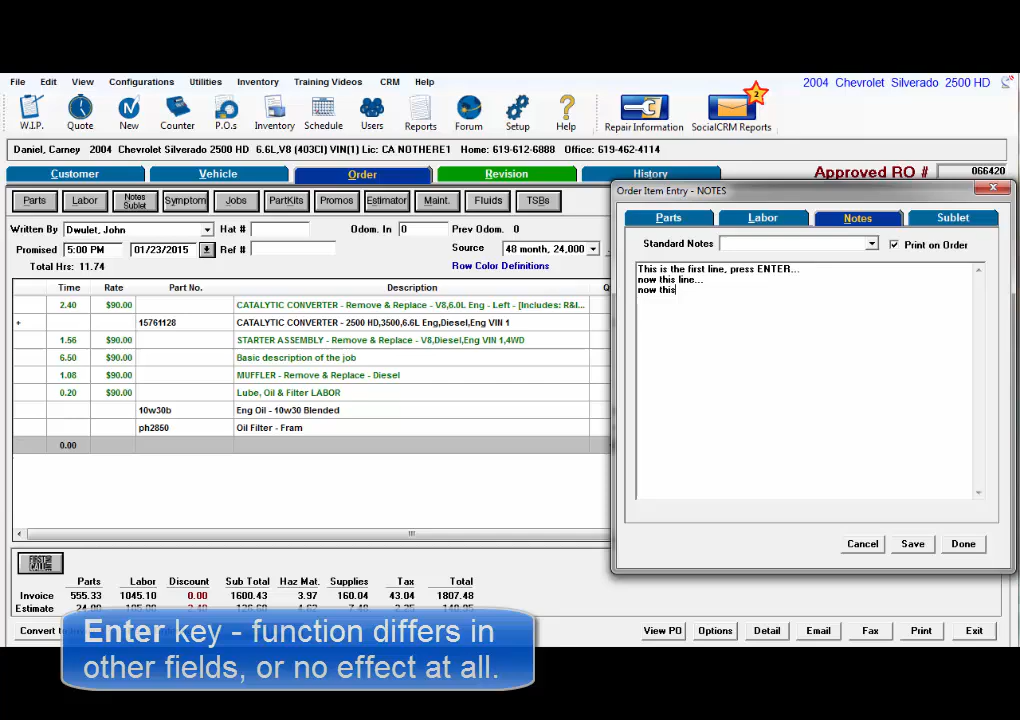 File Edit View Configurations Utilities Inventory Training Videos CRM Help
2004 Chevrolet Silverado 2500 HD
2
W.I.P. Quote New Counter P.O.s Inventory Schedule Users Reports Forum Setup Help Repair Information SocialCRM Reports
Daniel, Carney 2004 Chevrolet Silverado 2500 HD 6.6L,V8 (403CI) VIN(1) Lic: CA NOTHERE1 Home: 619-612-6888 Office: 619-462-4114
Customer Vehicle Order Revision History
Approved RO # 066420
Parts Labor Notes Sublet Symptom Jobs PartKits Promos Estimator Maint. Fluids TSBs
Written By Dwulet, John Hat # Odom. In 0 Prev Odom. 0
Promised 5:00 PM 01/23/2015 Ref # Source 48 month, 24,000
Total Hrs: 11.74 Row Color Definitions
Time Rate Part No. Description
2.40 $90.00 CATALYTIC CONVERTER - Remove & Replace - V8,6.0L Eng - Left - [Includes: R&I...
+ 15761128 CATALYTIC CONVERTER - 2500 HD,3500,6.6L Eng,Diesel,Eng VIN 1
1.56 $90.00 STARTER ASSEMBLY - Remove & Replace - V8,Diesel,Eng VIN 1,4WD
6.50 $90.00 Basic description of the job
1.08 $90.00 MUFFLER - Remove & Replace - Diesel
0.20 $90.00 Lube, Oil & Filter LABOR
10w30b Eng Oil - 10w30 Blended
ph2850 Oil Filter - Fram
0.00
Order Item Entry - NOTES
Parts Labor Notes Sublet
Standard Notes Print on Order
This is the first line, press ENTER...
now this line...
now this
Cancel Save Done
FIRST CALL
Parts Labor Discount Sub Total Haz Mat. Supplies Tax Total
Invoice 555.33 1045.10 0.00 1600.43 3.97 160.04 43.04 1807.48
Estimate
Convert
View PO Options Detail Email Fax Print Exit
Enter key - function differs in
other fields, or no effect at all.